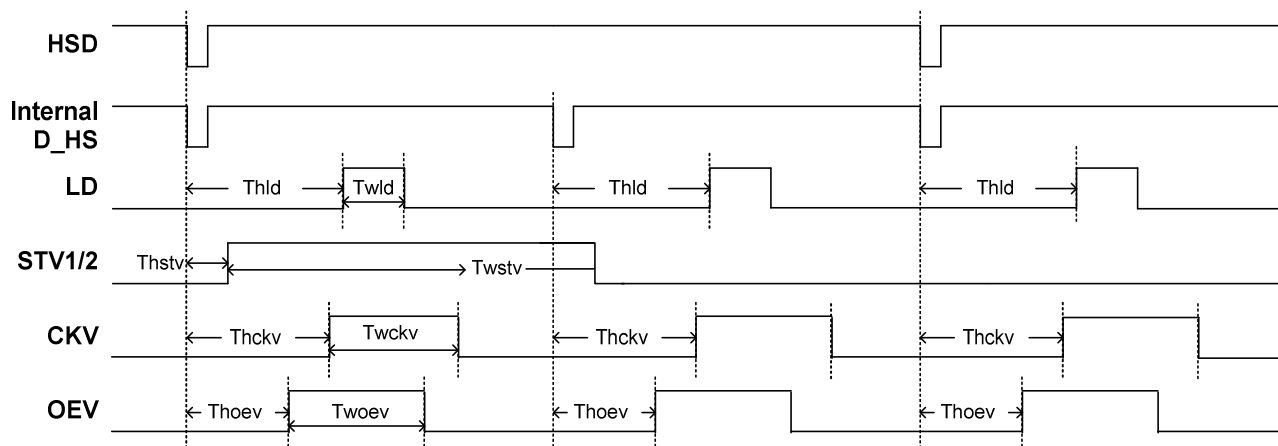 HSD
Internal
D_HS
LD
Thld Twld Thld Thld
STV1/2
Thstv Twstv
CKV
Thckv Twckv Thckv Thckv
OEV
Thoev Twoev Thoev Thoev